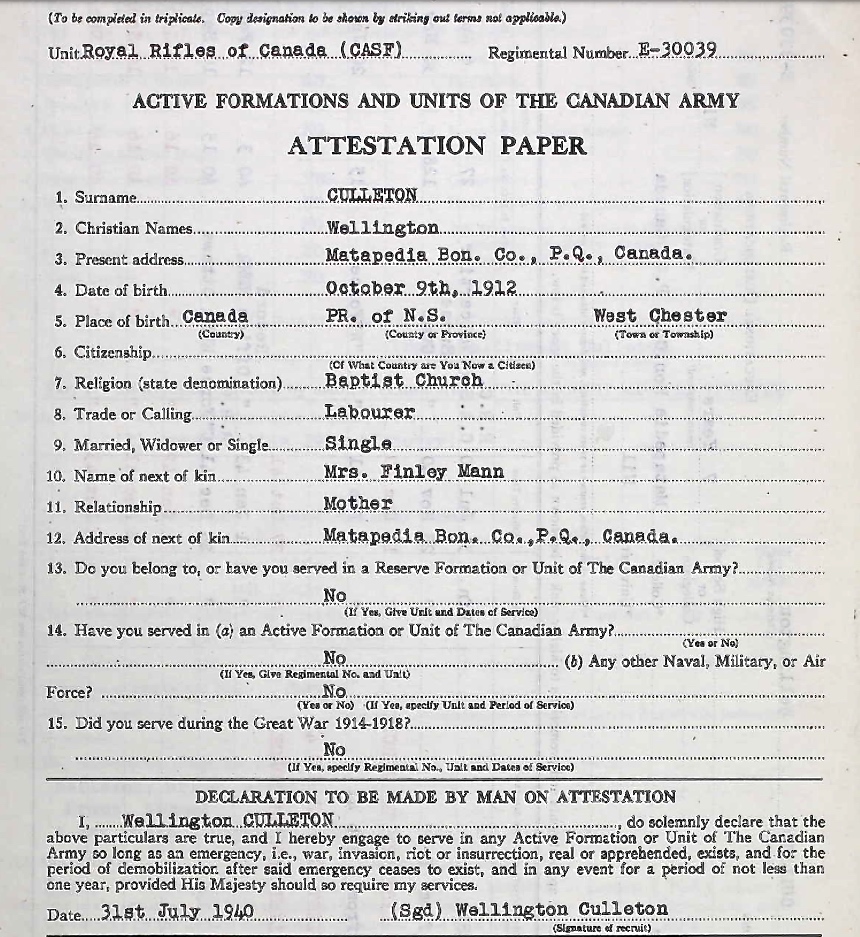 (To be completed in triplicate. Copy designation to be shown by striking out terms not applicable.)
Unit Royal Rifles of Canada (CASF) Regimental Number E-30039
ACTIVE FORMATIONS AND UNITS OF THE CANADIAN ARMY
ATTESTATION PAPER
1. Surname CULLETON
2. Christian Names Wellington
3. Present address Matapedia Bon. Co., P.Q., Canada.
4. Date of birth October 9th, 1912
5. Place of birth Canada PR. of N.S. West Chester
(Country) (County or Province) (Town or Township)
6. Citizenship
(Of What Country are You Now a Citizen)
7. Religion (state denomination) Baptist Church
8. Trade or Calling Labourer
9. Married, Widower or Single Single
10. Name of next of kin Mrs. Finley Mann
11. Relationship Mother
12. Address of next of kin Matapedia Bon. Co.,P.Q., Canada.
13. Do you belong to, or have you served in a Reserve Formation or Unit of The Canadian Army?
No
(If Yes, Give Unit and Dates of Service)
14. Have you served in (a) an Active Formation or Unit of The Canadian Army?
(Yes or No)
No (b) Any other Naval, Military, or Air
(If Yes, Give Regimental No. and Unit)
Force? No
(Yes or No) (If Yes, specify Unit and Period of Service)
15. Did you serve during the Great War 1914-1918?
No
(If Yes, specify Regimental No., Unit and Dates of Service)
DECLARATION TO BE MADE BY MAN ON ATTESTATION
I, Wellington CULLETON, do solemnly declare that the
above particulars are true, and I hereby engage to serve in any Active Formation or Unit of The Canadian
Army so long as an emergency, i.e., war, invasion, riot or insurrection, real or apprehended, exists, and for the
period of demobilization after said emergency ceases to exist, and in any event for a period of not less than
one year, provided His Majesty should so require my services.
Date 31st July 1940 (Sgd) Wellington Culleton
(Signature of recruit)